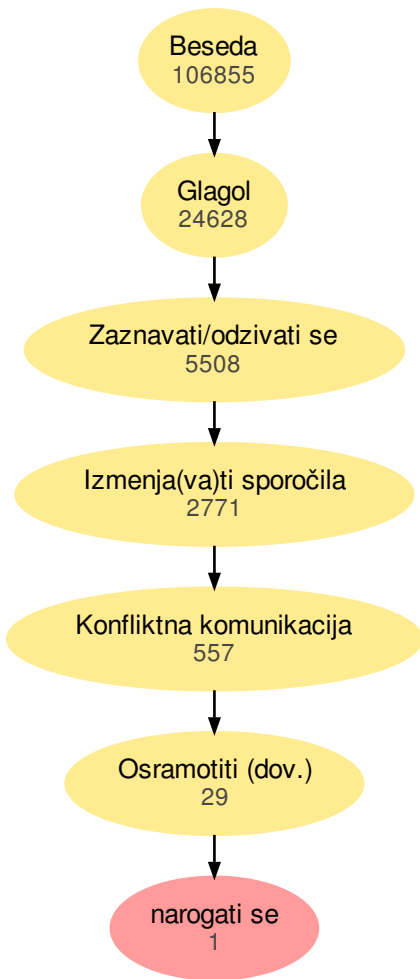 Beseda
106855
Glagol
24628
Zaznavati/odzivati se
5508
Izmenja(va)ti sporočila
2771
Konfliktna komunikacija
557
Osramotiti (dov.)
29
narogati se
1